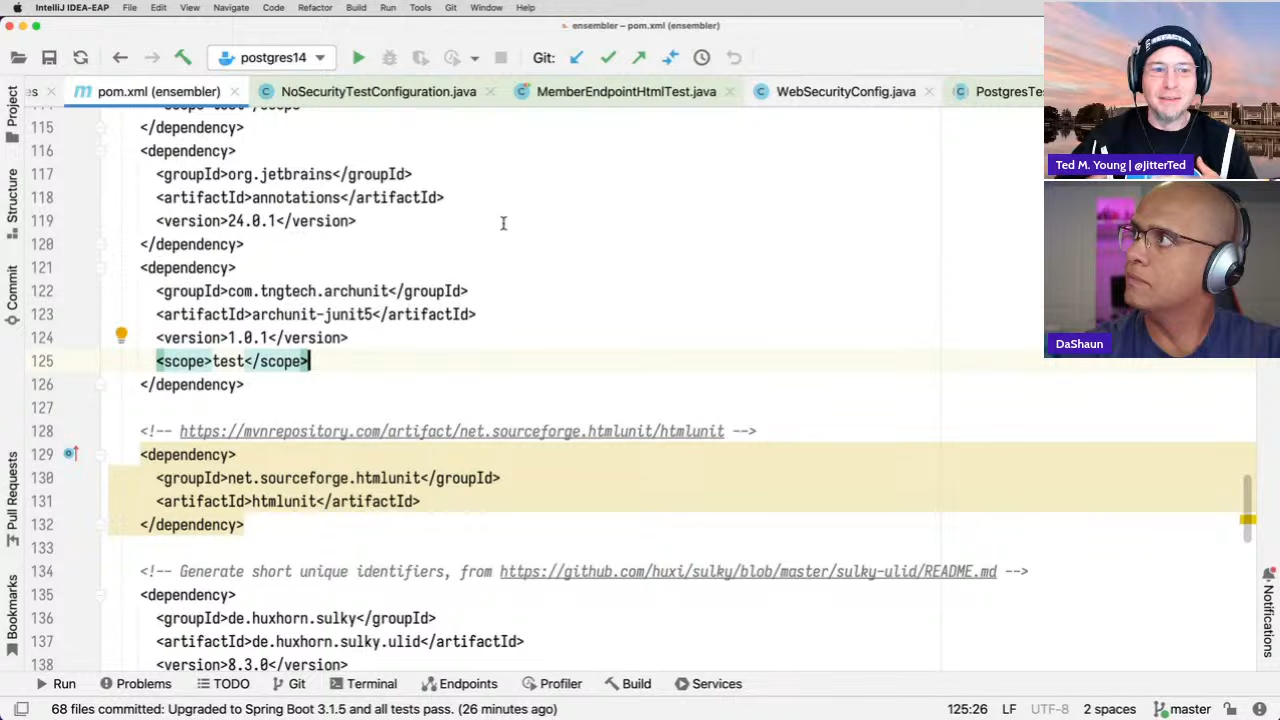 IntelliJ IDEA-EAP File Edit View Navigate Code Refactor Build Run Tools Git Window Help
ensembler – pom.xml (ensembler)
postgres14 Git:
es pom.xml (ensembler) NoSecurityTestConfiguration.java MemberEndpointHtmlTest.java WebSecurityConfig.java PostgresTes
Project
Structure
Commit
Pull Requests
Bookmarks
115 </dependency>
116 <dependency>
117 <groupId>org.jetbrains</groupId>
118 <artifactId>annotations</artifactId>
119 <version>24.0.1</version>
120 </dependency>
121 <dependency>
122 <groupId>com.tngtech.archunit</groupId>
123 <artifactId>archunit-junit5</artifactId>
124 <version>1.0.1</version>
125 <scope>test</scope>
126 </dependency>
127
128 <!-- https://mvnrepository.com/artifact/net.sourceforge.htmlunit/htmlunit -->
129 <dependency>
130 <groupId>net.sourceforge.htmlunit</groupId>
131 <artifactId>htmlunit</artifactId>
132 </dependency>
133
134 <!-- Generate short unique identifiers, from https://github.com/huxi/sulky/blob/master/sulky-ulid/README.md -->
135 <dependency>
136 <groupId>de.huxhorn.sulky</groupId>
137 <artifactId>de.huxhorn.sulky.ulid</artifactId>
138 <version>8.3.0</version>
Notifications
REFACTOR
Ted M. Young | @JitterTed
DaShaun
Run Problems TODO Git Terminal Endpoints Profiler Build Services
68 files committed: Upgraded to Spring Boot 3.1.5 and all tests pass. (26 minutes ago) 125:26 LF UTF-8 2 spaces master